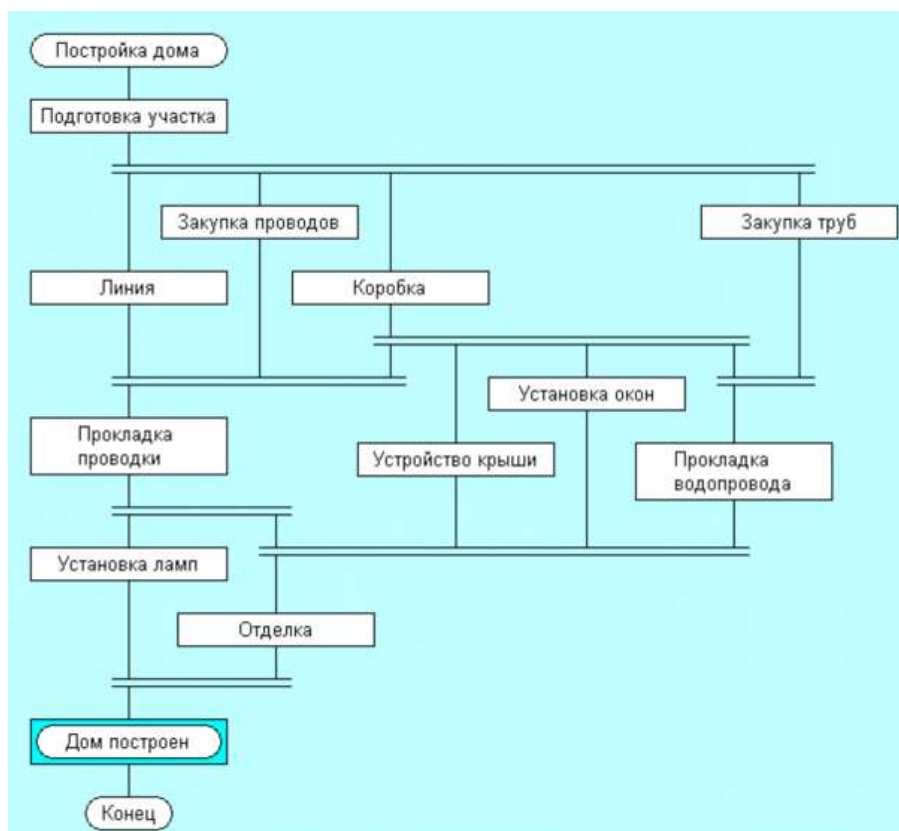 Постройка дома
Подготовка участка
Закупка проводов
Закупка труб
Линия
Коробка
Установка окон
Прокладка
проводки
Устройство крыши
Прокладка
водопровода
Установка ламп
Отделка
Дом построен
Конец